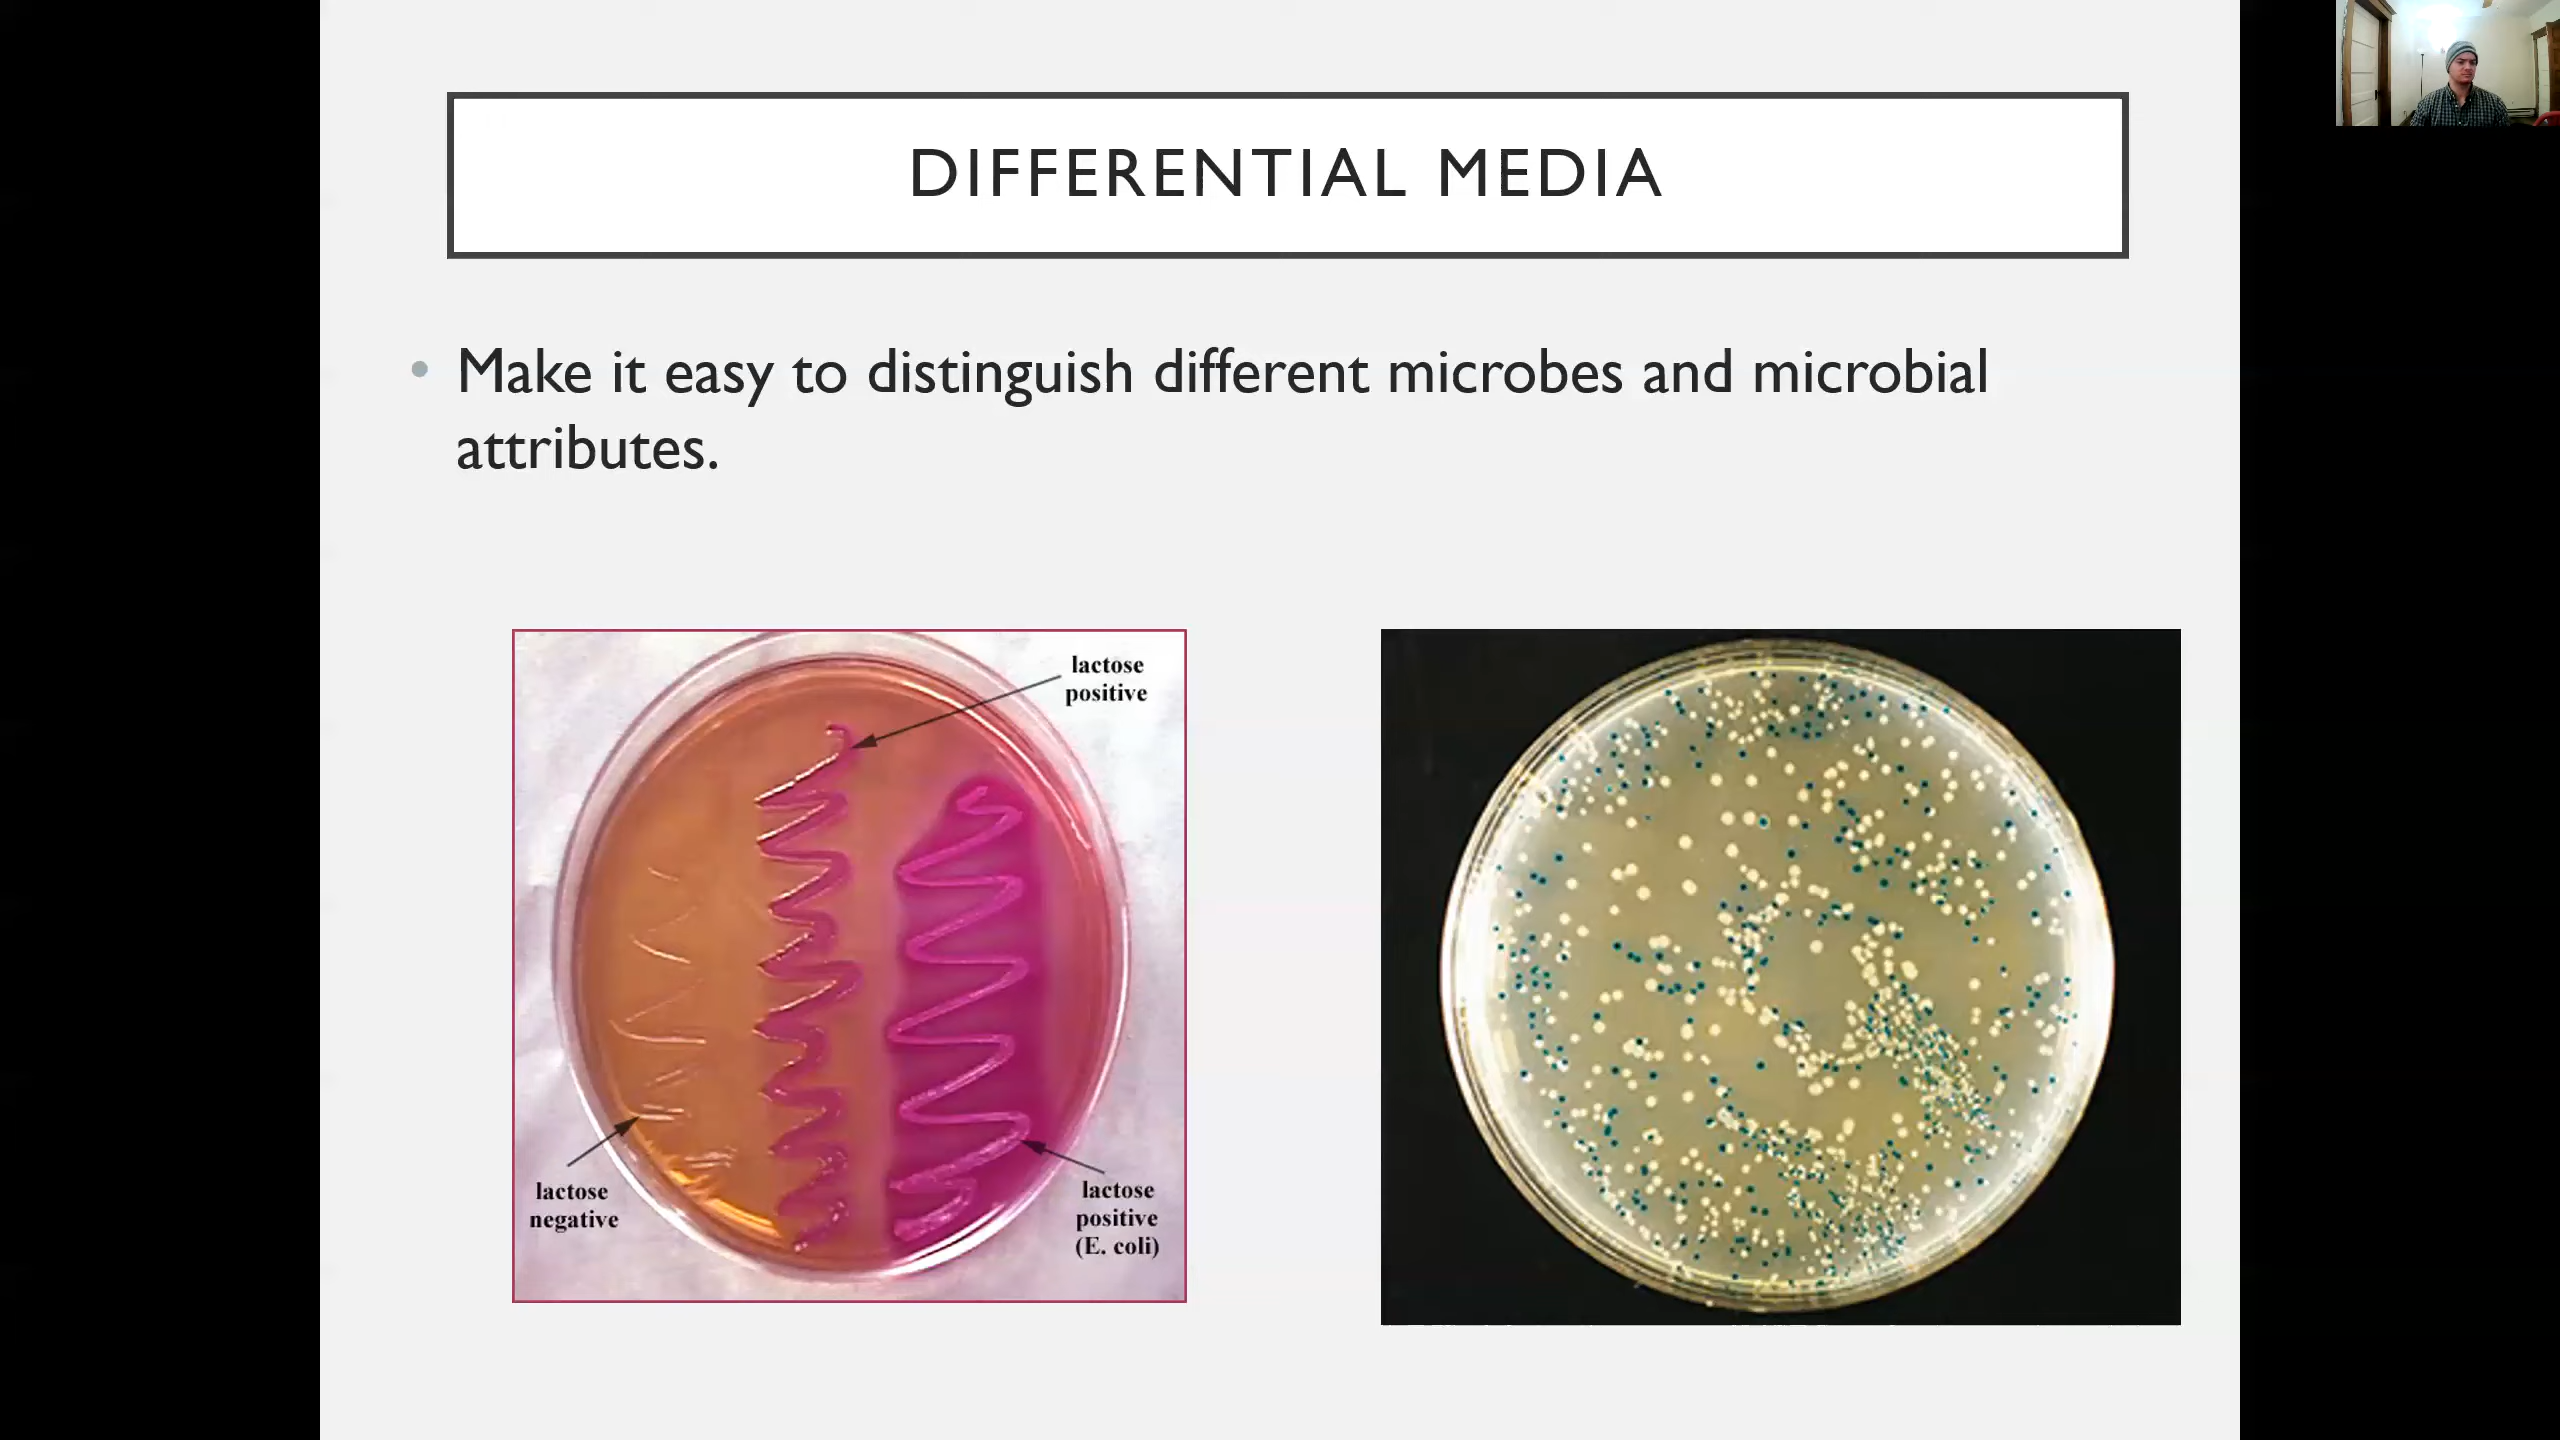 DIFFERENTIAL MEDIA
Make it easy to distinguish different microbes and microbial
attributes.
lactose
positive
lactose
negative
lactose
positive
(E. coli)